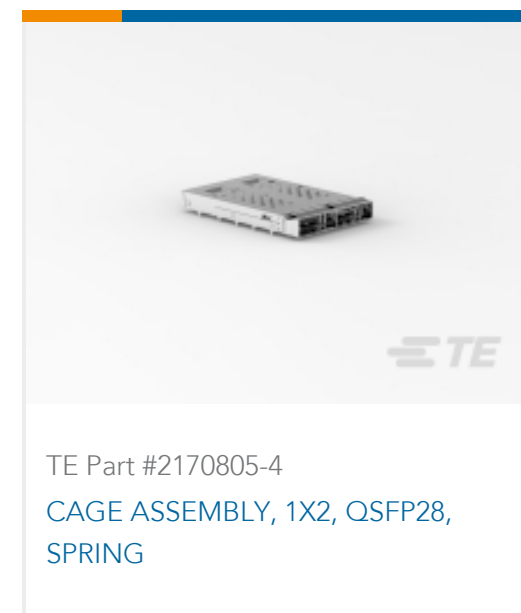 TE
TE Part #2170805-4
CAGE ASSEMBLY, 1X2, QSFP28,
SPRING